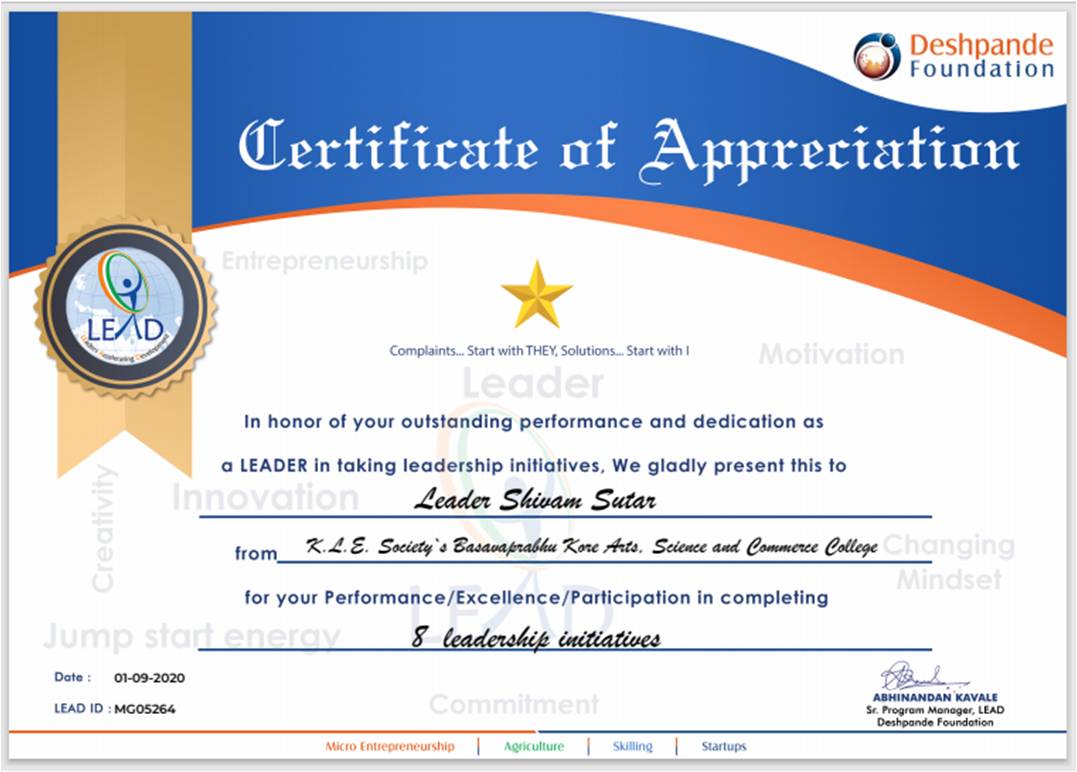 Deshpande
Foundation
Certificate of Appreciation
Entrepreneurship
LEAD
Leaders Accelerating Development
Complaints... Start with THEY, Solutions... Start with I
Motivation
Leader
In honor of your outstanding performance and dedication as
a LEADER in taking leadership initiatives, We gladly present this to
Creativity
Innovation
Leader Shivam Sutar
from K.L.E. Society`s Basavaprabhu Kore Arts, Science and Commerce College
Changing
Mindset
LEAD
for your Performance/Excellence/Participation in completing
Jump start energy
8 leadership initiatives
Date : 01-09-2020
LEAD ID : MG05264
Commitment
ABHINANDAN KAVALE
Sr. Program Manager, LEAD
Deshpande Foundation
Micro Entrepreneurship | Agriculture | Skilling | Startups